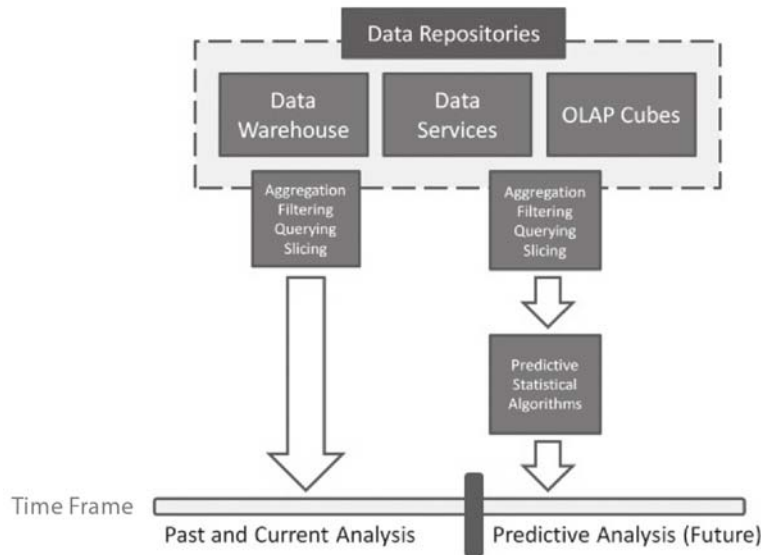 Data Repositories
Data
Warehouse
Data
Services
OLAP Cubes
Aggregation
Filtering
Querying
Slicing
Aggregation
Filtering
Querying
Slicing
Predictive
Statistical
Algorithms
Time Frame
Past and Current Analysis
Predictive Analysis (Future)